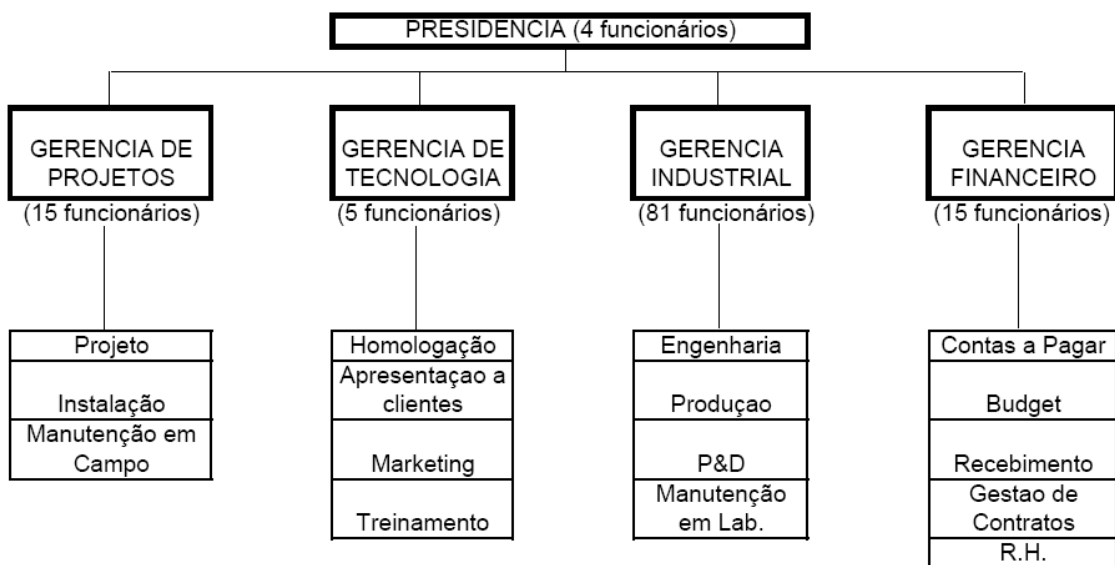 PRESIDENCIA (4 funcionários)
GERENCIA DE
PROJETOS
(15 funcionários)
GERENCIA DE
TECNOLOGIA
(5 funcionários)
GERENCIA
INDUSTRIAL
(81 funcionários)
GERENCIA
FINANCEIRO
(15 funcionários)
Projeto
Instalação
Manutenção em
Campo
Homologação
Apresentaçao a
clientes
Marketing
Treinamento
Engenharia
Produçao
P&D
Manutenção
em Lab.
Contas a Pagar
Budget
Recebimento
Gestao de
Contratos
R.H.